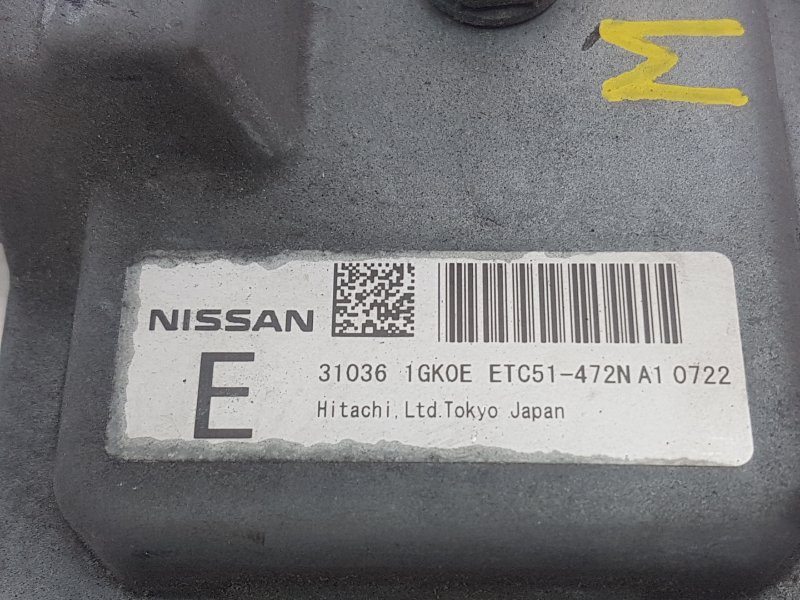 M
NISSAN
E
31036 1GK0E ETC51-472N A1 0722
Hitachi,Ltd.Tokyo Japan